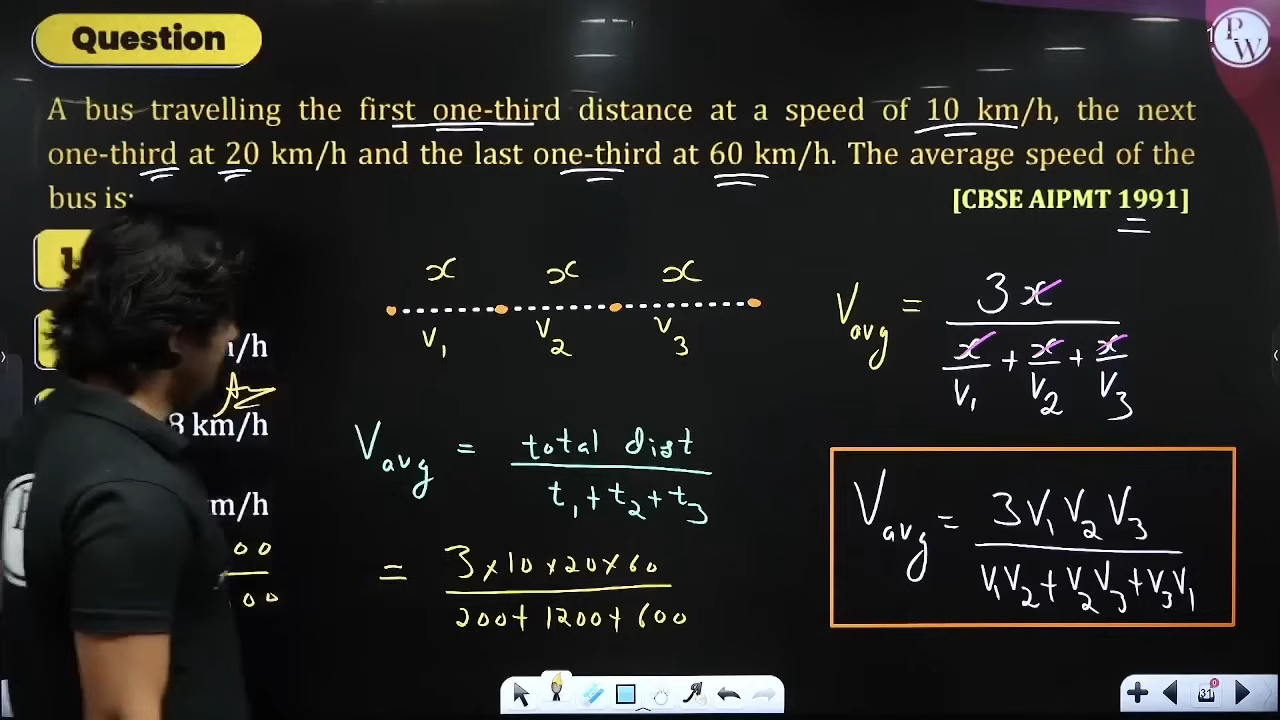 Question
PW
A bus travelling the first one-third distance at a speed of 10 km/h, the next
one-third at 20 km/h and the last one-third at 60 km/h. The average speed of the
bus is:
[CBSE AIPMT 1991]
x x x
V₁ V₂ V₃
Vavg = 3x / (x/V₁ + x/V₂ + x/V₃)
Vavg = total dist / (t₁ + t₂ + t₃)
= 3×10×20×60 / (200 + 1200 + 600)
Vavg = 3V₁V₂V₃ / (V₁V₂ + V₂V₃ + V₃V₁)
8 km/h
31